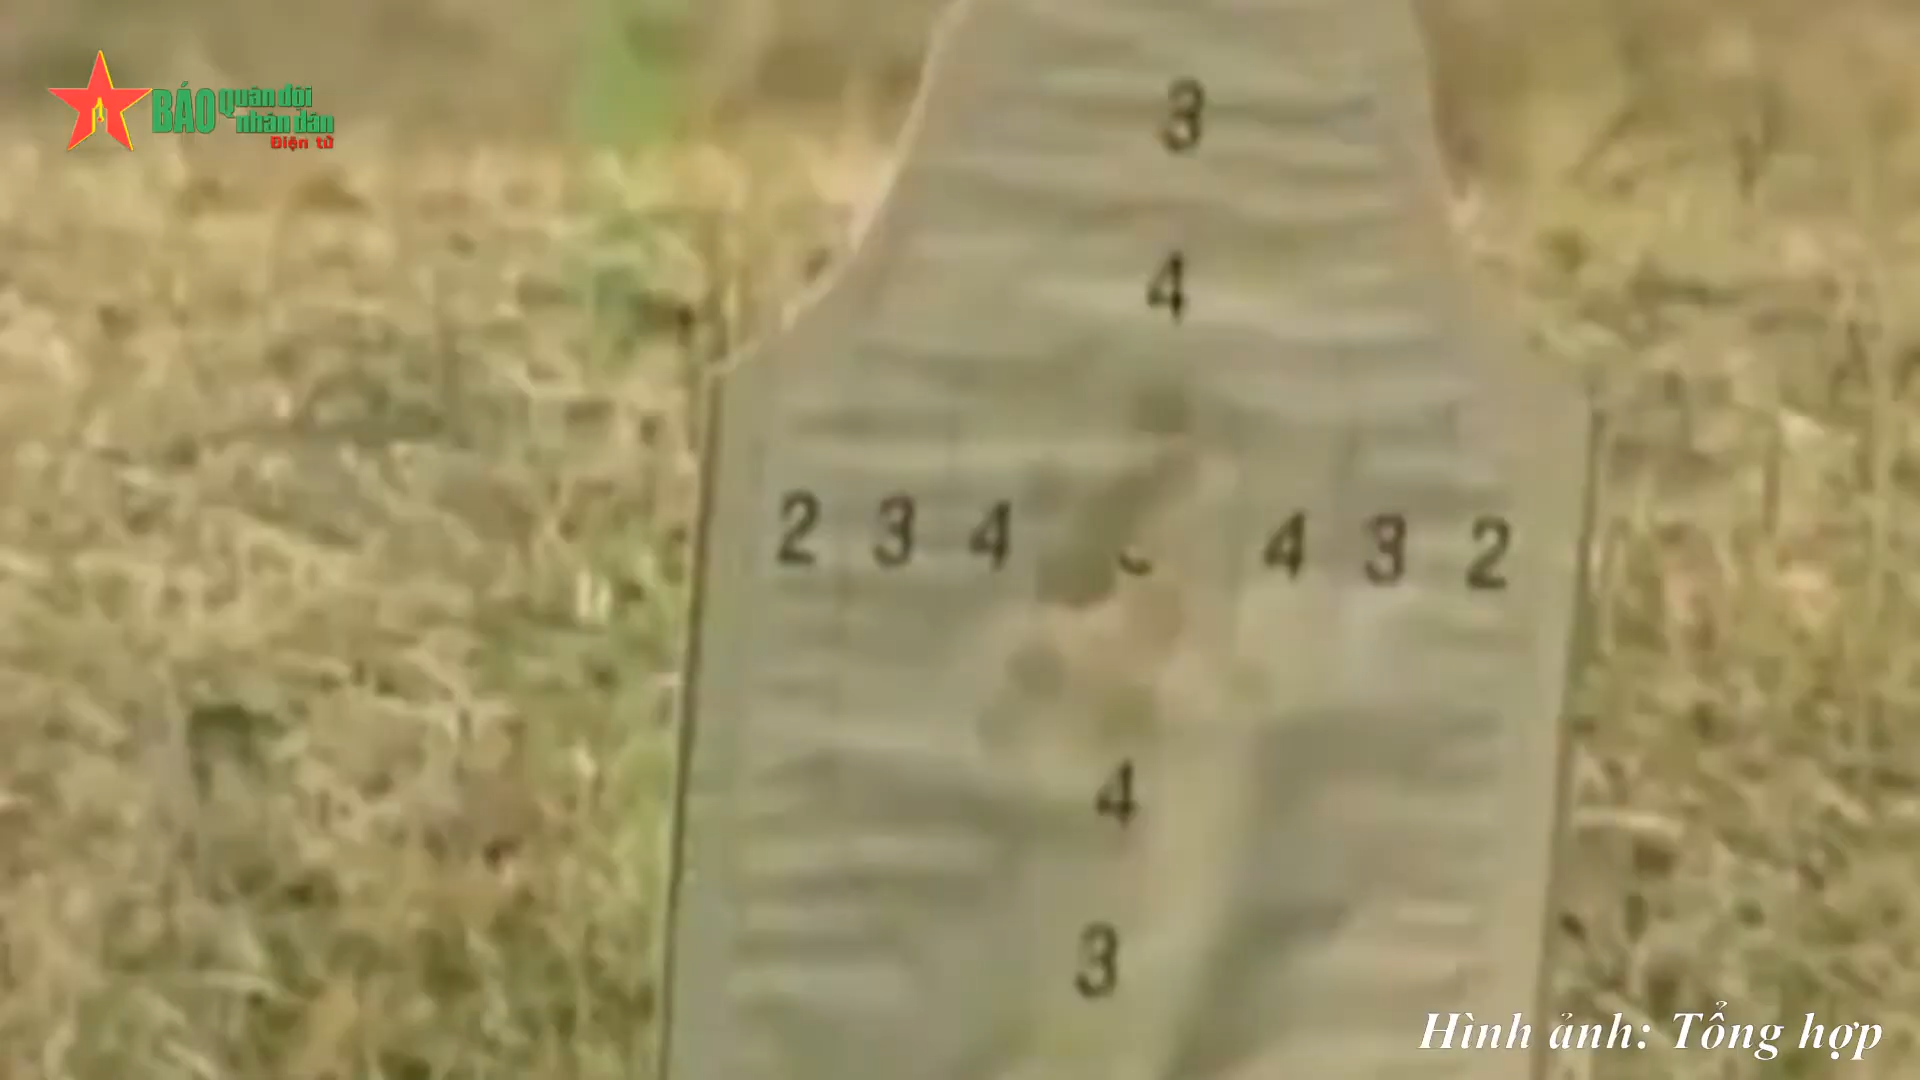 BÁO quân đội
nhân dân
Điện tử
3
4
2 3 4 4 3 2
4
3
Hình ảnh: Tổng hợp